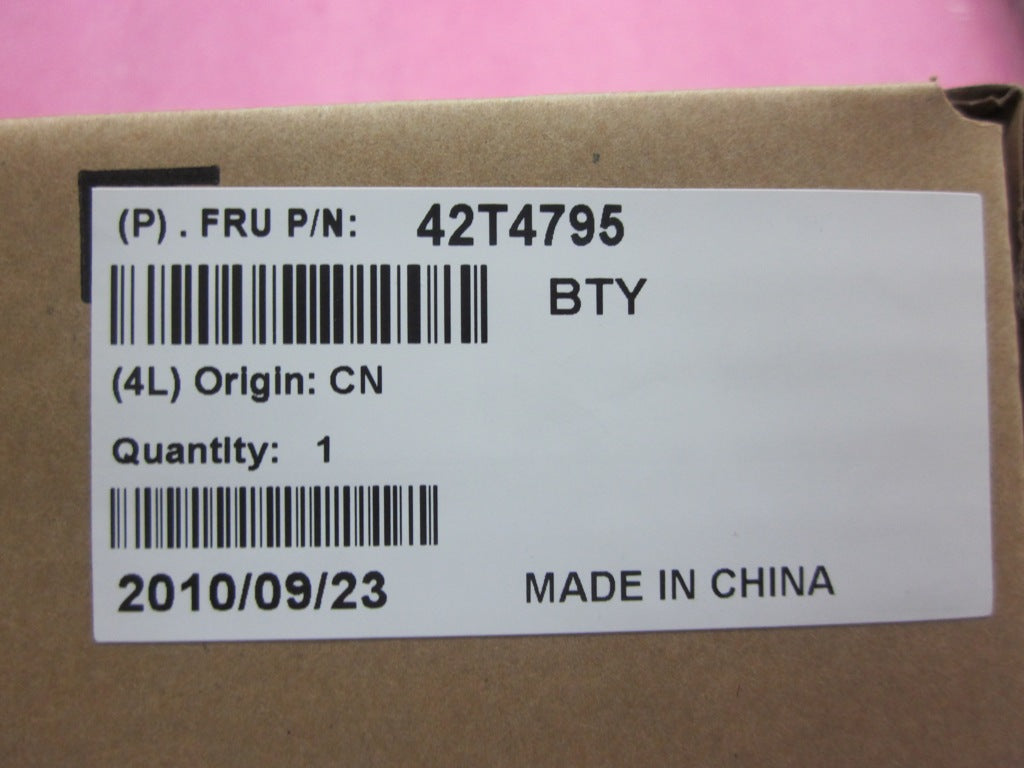 (P) . FRU P/N: 42T4795
BTY
(4L) Origin: CN
Quantity: 1
2010/09/23
MADE IN CHINA